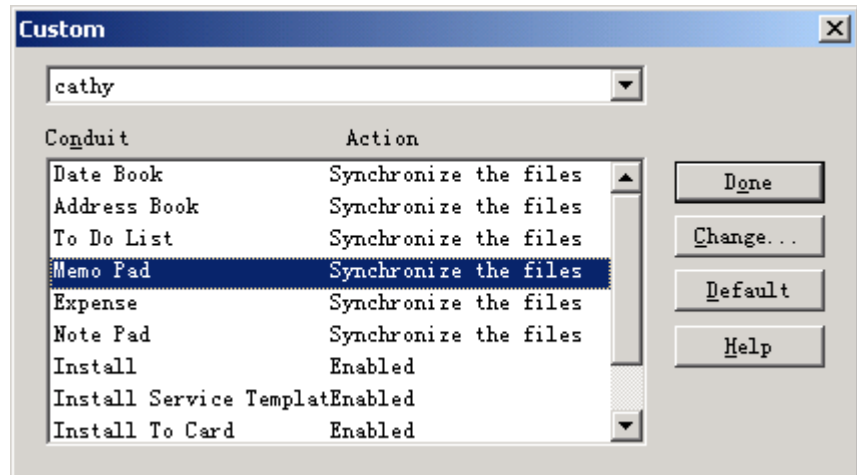 Custom
cathy
Conduit Action
Date Book Synchronize the files
Address Book Synchronize the files
To Do List Synchronize the files
Memo Pad Synchronize the files
Expense Synchronize the files
Note Pad Synchronize the files
Install Enabled
Install Service Templat Enabled
Install To Card Enabled
Done
Change...
Default
Help